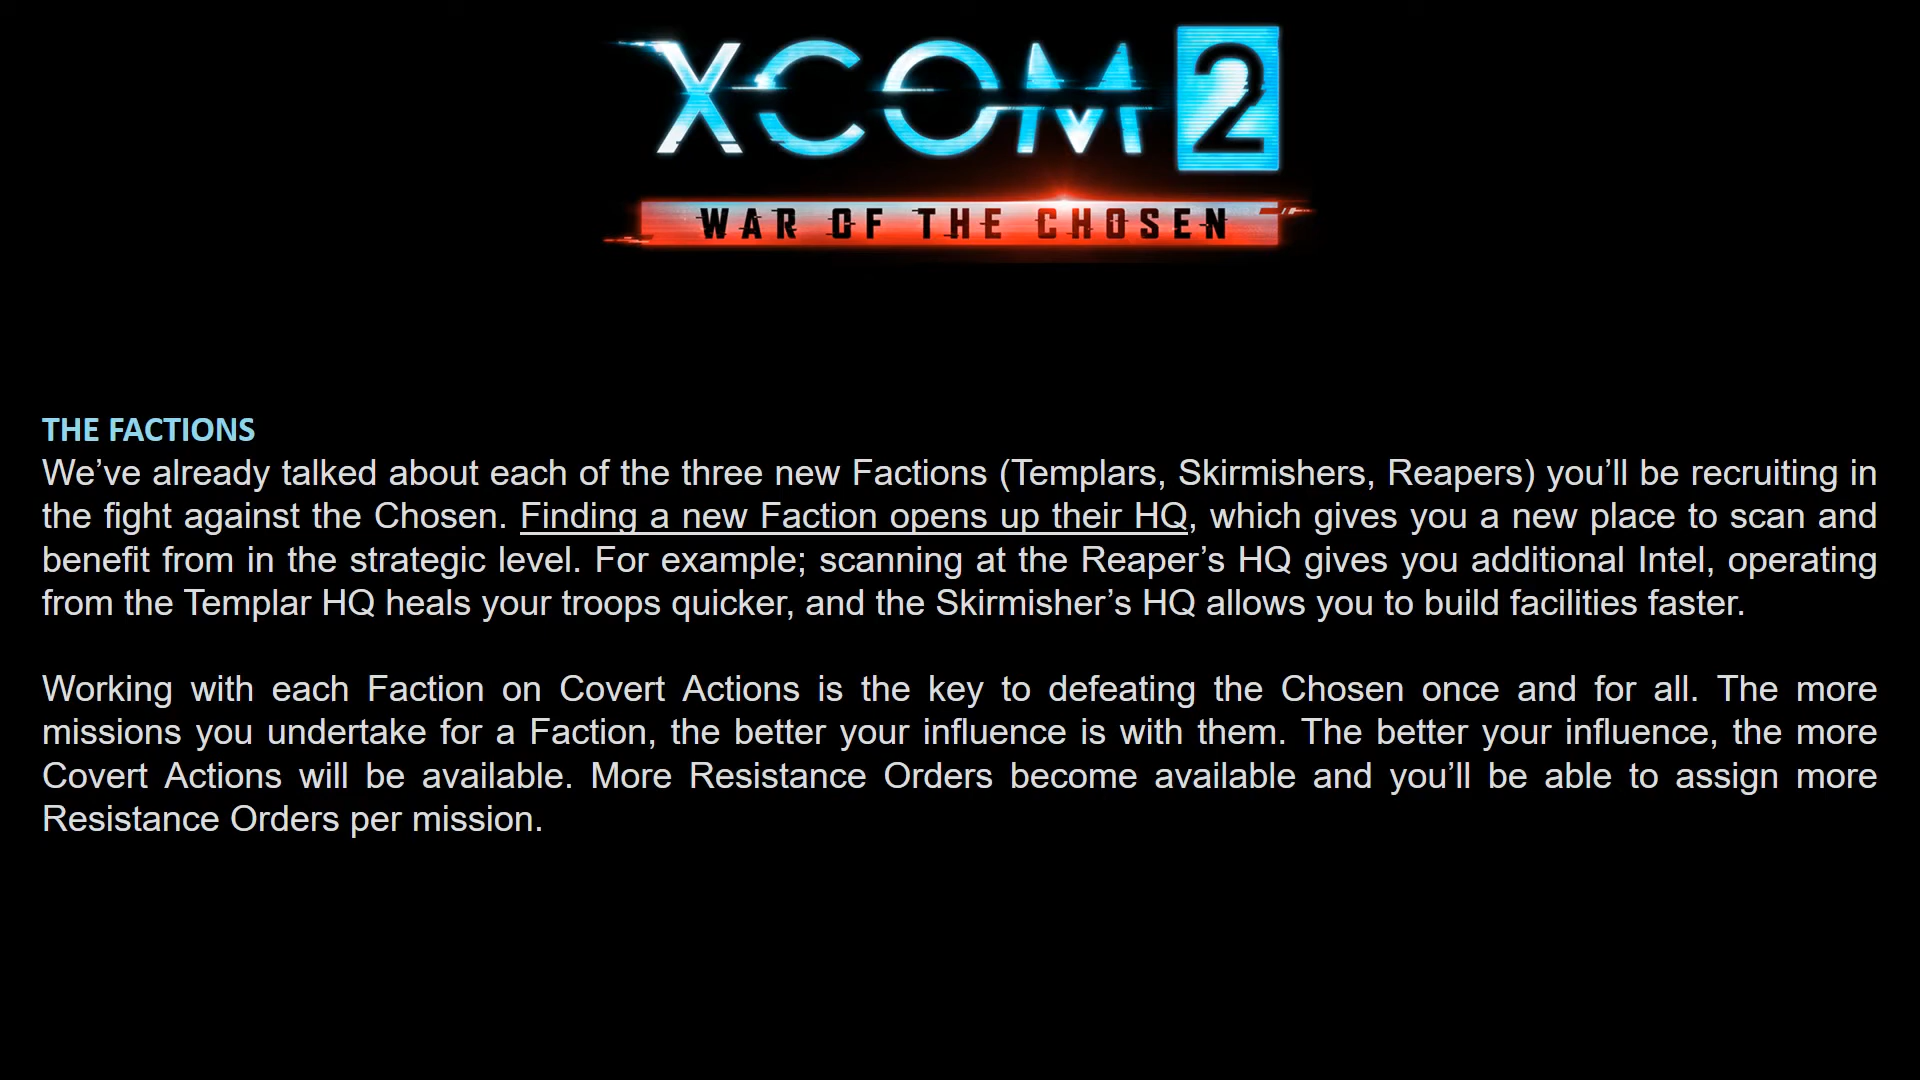 XCOM 2
WAR OF THE CHOSEN
THE FACTIONS
We’ve already talked about each of the three new Factions (Templars, Skirmishers, Reapers) you’ll be recruiting in
the fight against the Chosen. Finding a new Faction opens up their HQ, which gives you a new place to scan and
benefit from in the strategic level. For example; scanning at the Reaper’s HQ gives you additional Intel, operating
from the Templar HQ heals your troops quicker, and the Skirmisher’s HQ allows you to build facilities faster.
Working with each Faction on Covert Actions is the key to defeating the Chosen once and for all. The more
missions you undertake for a Faction, the better your influence is with them. The better your influence, the more
Covert Actions will be available. More Resistance Orders become available and you’ll be able to assign more
Resistance Orders per mission.